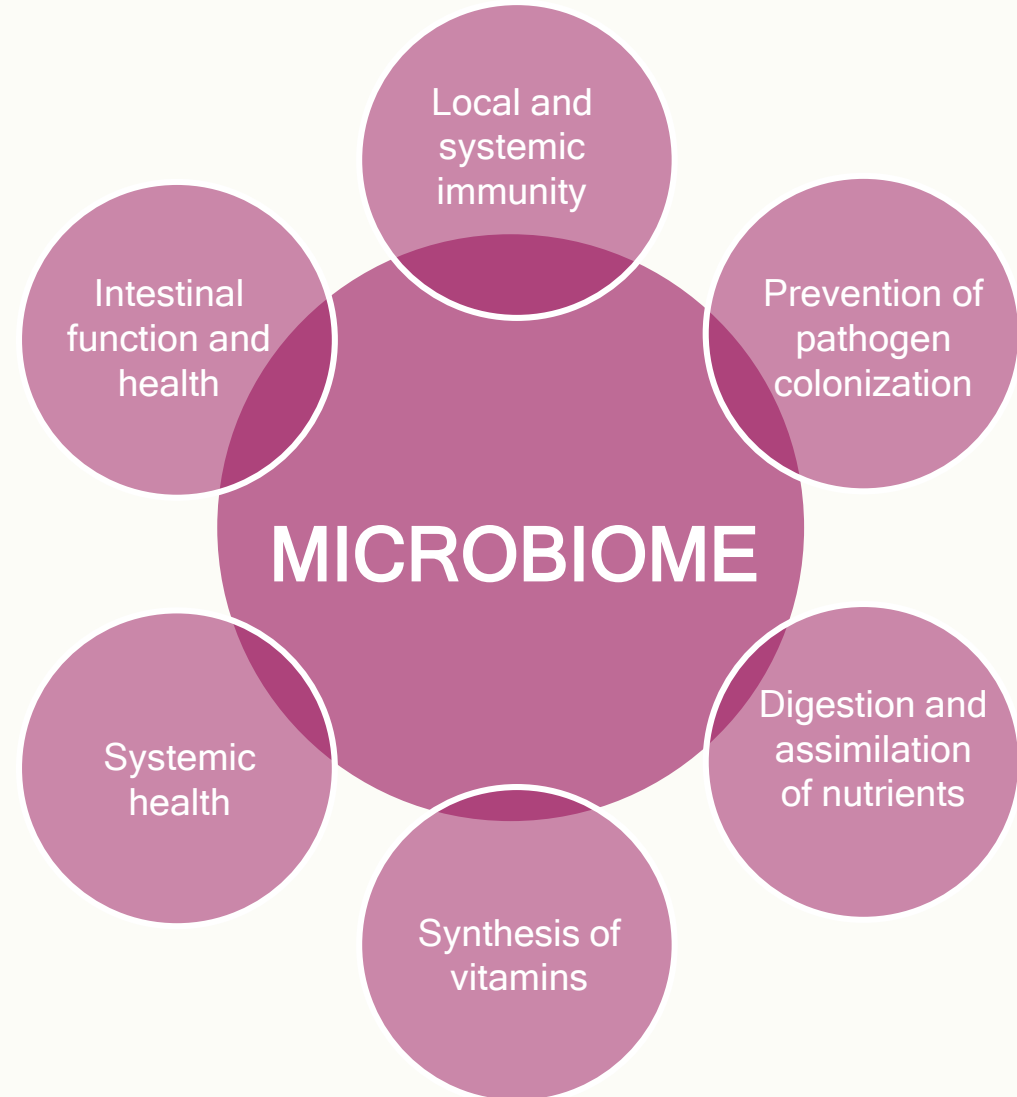 Local and
systemic
immunity
Prevention of
pathogen
colonization
Intestinal
function and
health
MICROBIOME
Digestion and
assimilation
of nutrients
Systemic
health
Synthesis of
vitamins